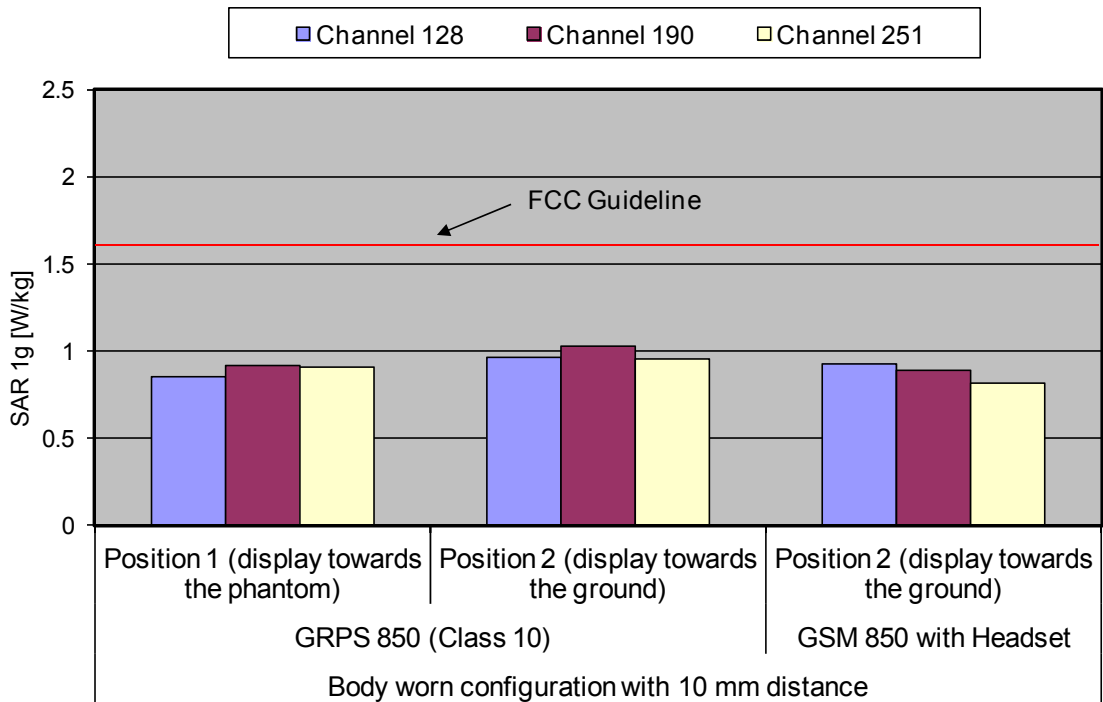 Channel 128 Channel 190 Channel 251
2.5
2
FCC Guideline
1.5
1
0.5
0
SAR 1g [W/kg]
Position 1 (display towards
the phantom)
Position 2 (display towards
the ground)
Position 2 (display towards
the ground)
GRPS 850 (Class 10)
GSM 850 with Headset
Body worn configuration with 10 mm distance